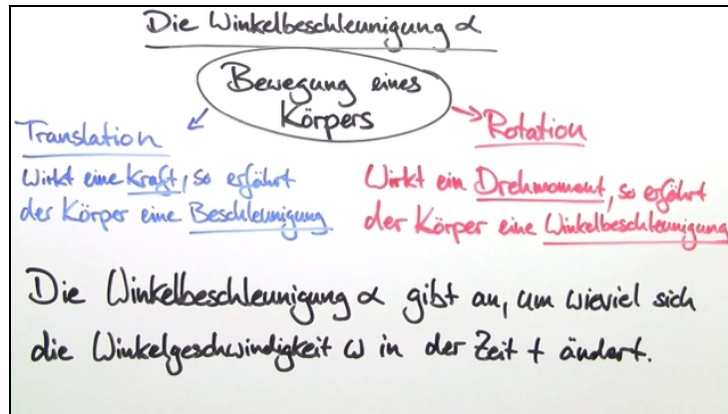 Die Winkelbeschleunigung α
Bewegung eines
Körpers
Translation
Wirkt eine Kraft, so erfährt
der Körper eine Beschleunigung
Rotation
Wirkt ein Drehmoment, so erfährt
der Körper eine Winkelbeschleunigung
Die Winkelbeschleunigung α gibt an, um wieviel sich
die Winkelgeschwindigkeit ω in der Zeit t ändert.